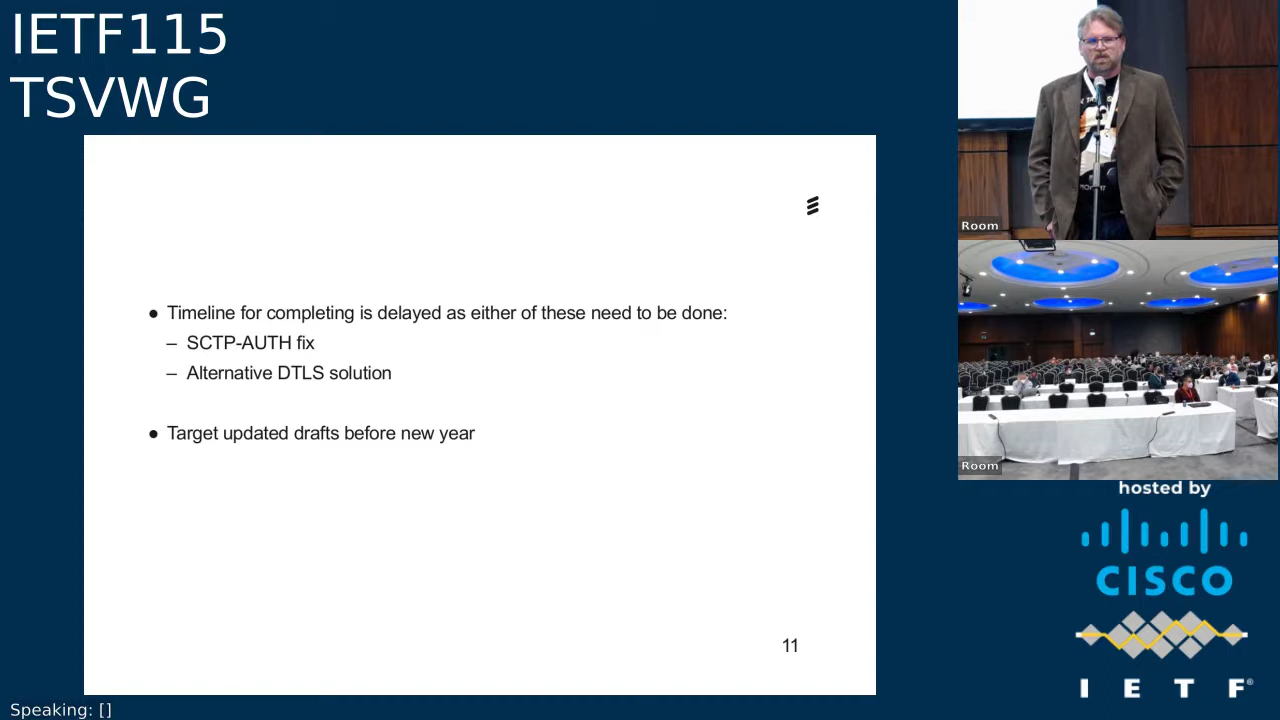 IETF115
TSVWG
● Timeline for completing is delayed as either of these need to be done:
– SCTP-AUTH fix
– Alternative DTLS solution
● Target updated drafts before new year
11
Room
Room
hosted by
CISCO
I E T F®
Speaking: []